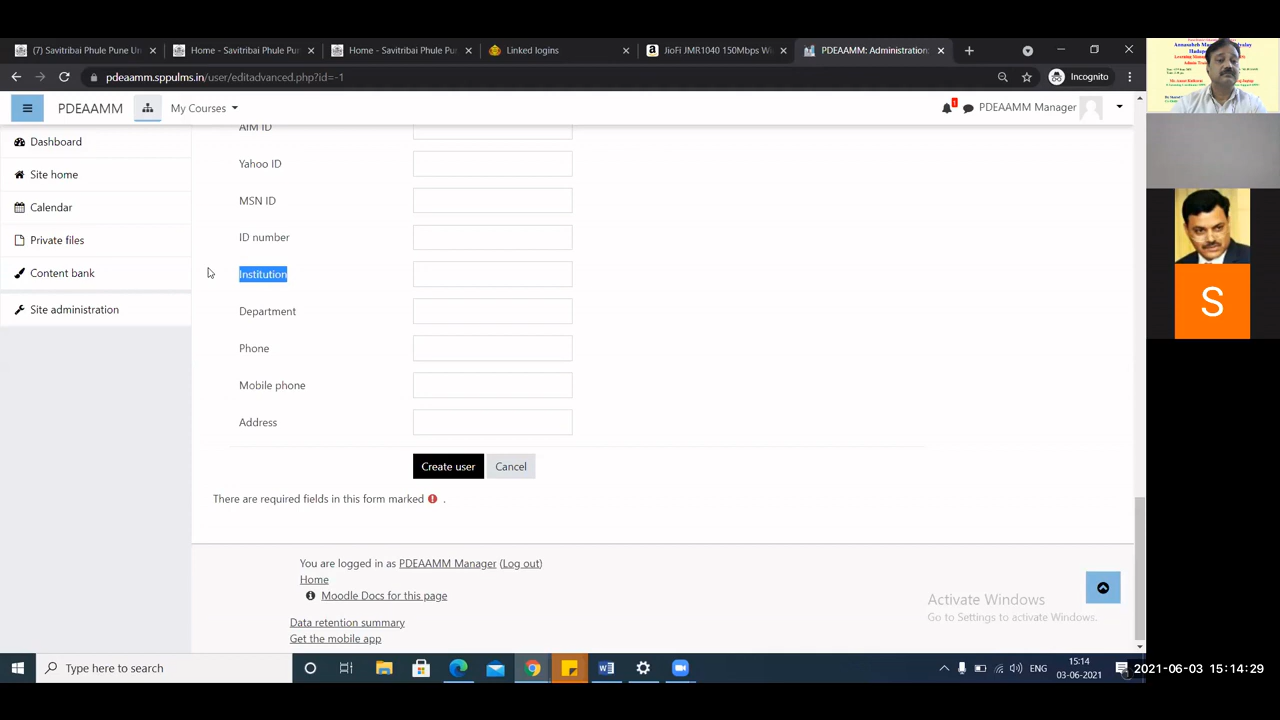 (7) Savitribai Phule Pune Un
Home - Savitribai Phule Pun
Home - Savitribai Phule Pu
Linked logins
JioFi JMR1040 150Mbps Wi
PDEAAMM: Administration:
pdeaamm.sppulms.in/user/editadvanced.php?id=-1
Incognito
PDEAAMM
My Courses
1
PDEAAMM Manager
Dashboard
Site home
Calendar
Private files
Content bank
Site administration
AIM ID
Yahoo ID
MSN ID
ID number
Institution
Department
Phone
Mobile phone
Address
Create user
Cancel
There are required fields in this form marked .
You are logged in as PDEAAMM Manager (Log out)
Home
Moodle Docs for this page
Data retention summary
Get the mobile app
Activate Windows
Go to Settings to activate Windows.
S
Type here to search
ENG
15:14
03-06-2021
2021-06-03 15:14:29